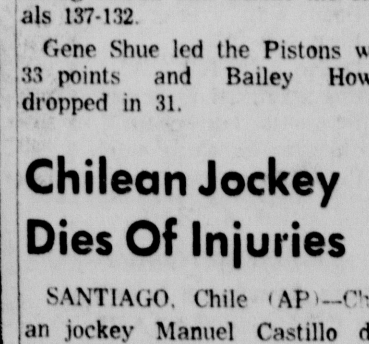 als 137-132.
Gene Shue led the Pistons
33 points and Bailey
dropped in 31.
Chilean Jockey
Dies Of Injuries
SANTIAGO, Chile (AP)—
an jockey Manuel Castillo